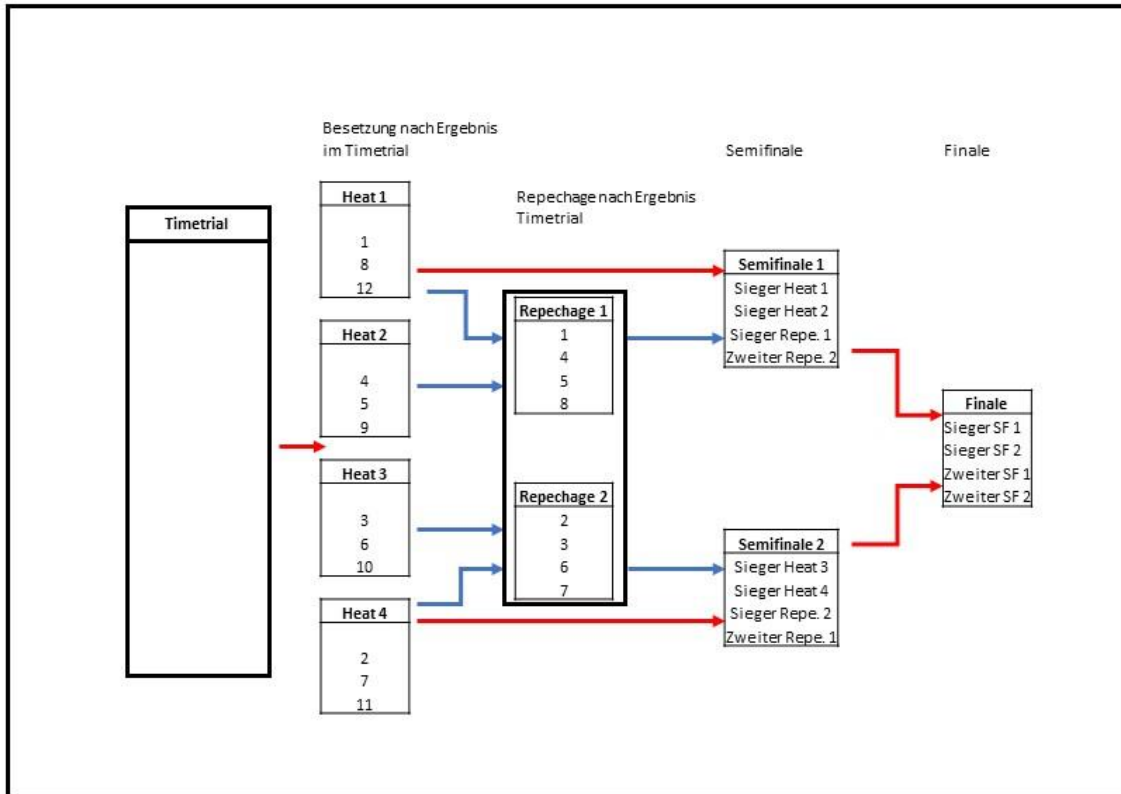 Besetzung nach Ergebnis
im Timetrial
Semifinale
Finale
Timetrial
Heat 1
1
8
12
Heat 2
4
5
9
Heat 3
3
6
10
Heat 4
2
7
11
Repechage nach Ergebnis
Timetrial
Repechage 1
1
4
5
8
Repechage 2
2
3
6
7
Semifinale 1
Sieger Heat 1
Sieger Heat 2
Sieger Repe. 1
Zweiter Repe. 2
Semifinale 2
Sieger Heat 3
Sieger Heat 4
Sieger Repe. 2
Zweiter Repe. 1
Finale
Sieger SF 1
Sieger SF 2
Zweiter SF 1
Zweiter SF 2